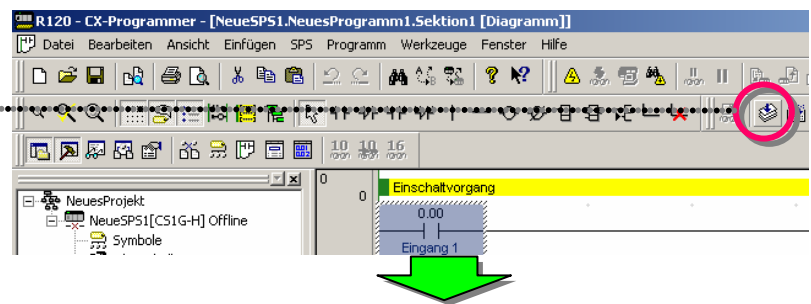 R120 - CX-Programmer - [NeueSPS1.NeuesProgramm1.Sektion1 [Diagramm]]
Datei Bearbeiten Ansicht Einfügen SPS Programm Werkzeuge Fenster Hilfe
10 10 16
0
0
Einschaltvorgang
NeuesProjekt
NeueSPS1[CS1G-H] Offline
Symbole
0.00
Eingang 1